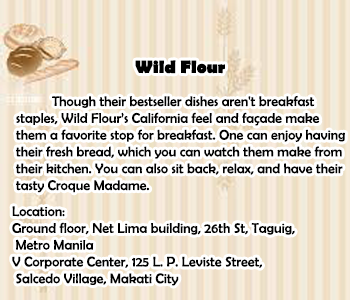 Wild Flour
Though their bestseller dishes aren't breakfast
staples, Wild Flour's California feel and façade make
them a favorite stop for breakfast. One can enjoy having
their fresh bread, which you can watch them make from
their kitchen. You can also sit back, relax, and have their
tasty Croque Madame.
Location:
Ground floor, Net Lima building, 26th St, Taguig,
Metro Manila
V Corporate Center, 125 L. P. Leviste Street,
Salcedo Village, Makati City